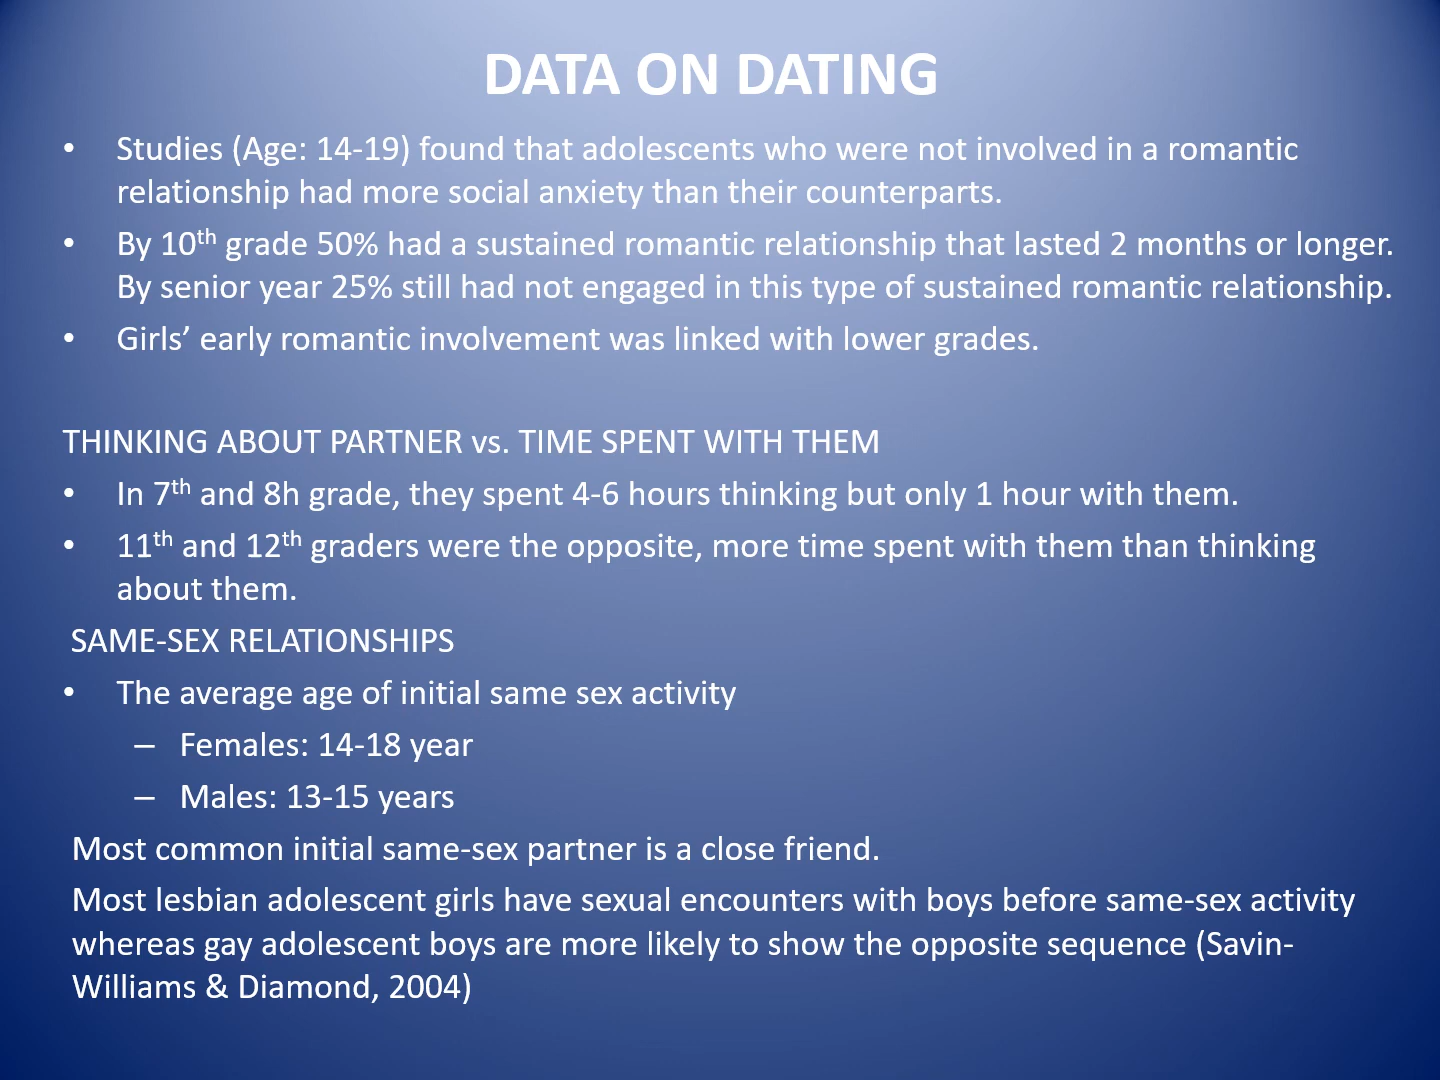 DATA ON DATING
• Studies (Age: 14-19) found that adolescents who were not involved in a romantic
relationship had more social anxiety than their counterparts.
• By 10th grade 50% had a sustained romantic relationship that lasted 2 months or longer.
By senior year 25% still had not engaged in this type of sustained romantic relationship.
• Girls’ early romantic involvement was linked with lower grades.
THINKING ABOUT PARTNER vs. TIME SPENT WITH THEM
• In 7th and 8h grade, they spent 4-6 hours thinking but only 1 hour with them.
• 11th and 12th graders were the opposite, more time spent with them than thinking
about them.
SAME-SEX RELATIONSHIPS
• The average age of initial same sex activity
– Females: 14-18 year
– Males: 13-15 years
Most common initial same-sex partner is a close friend.
Most lesbian adolescent girls have sexual encounters with boys before same-sex activity
whereas gay adolescent boys are more likely to show the opposite sequence (Savin-
Williams & Diamond, 2004)